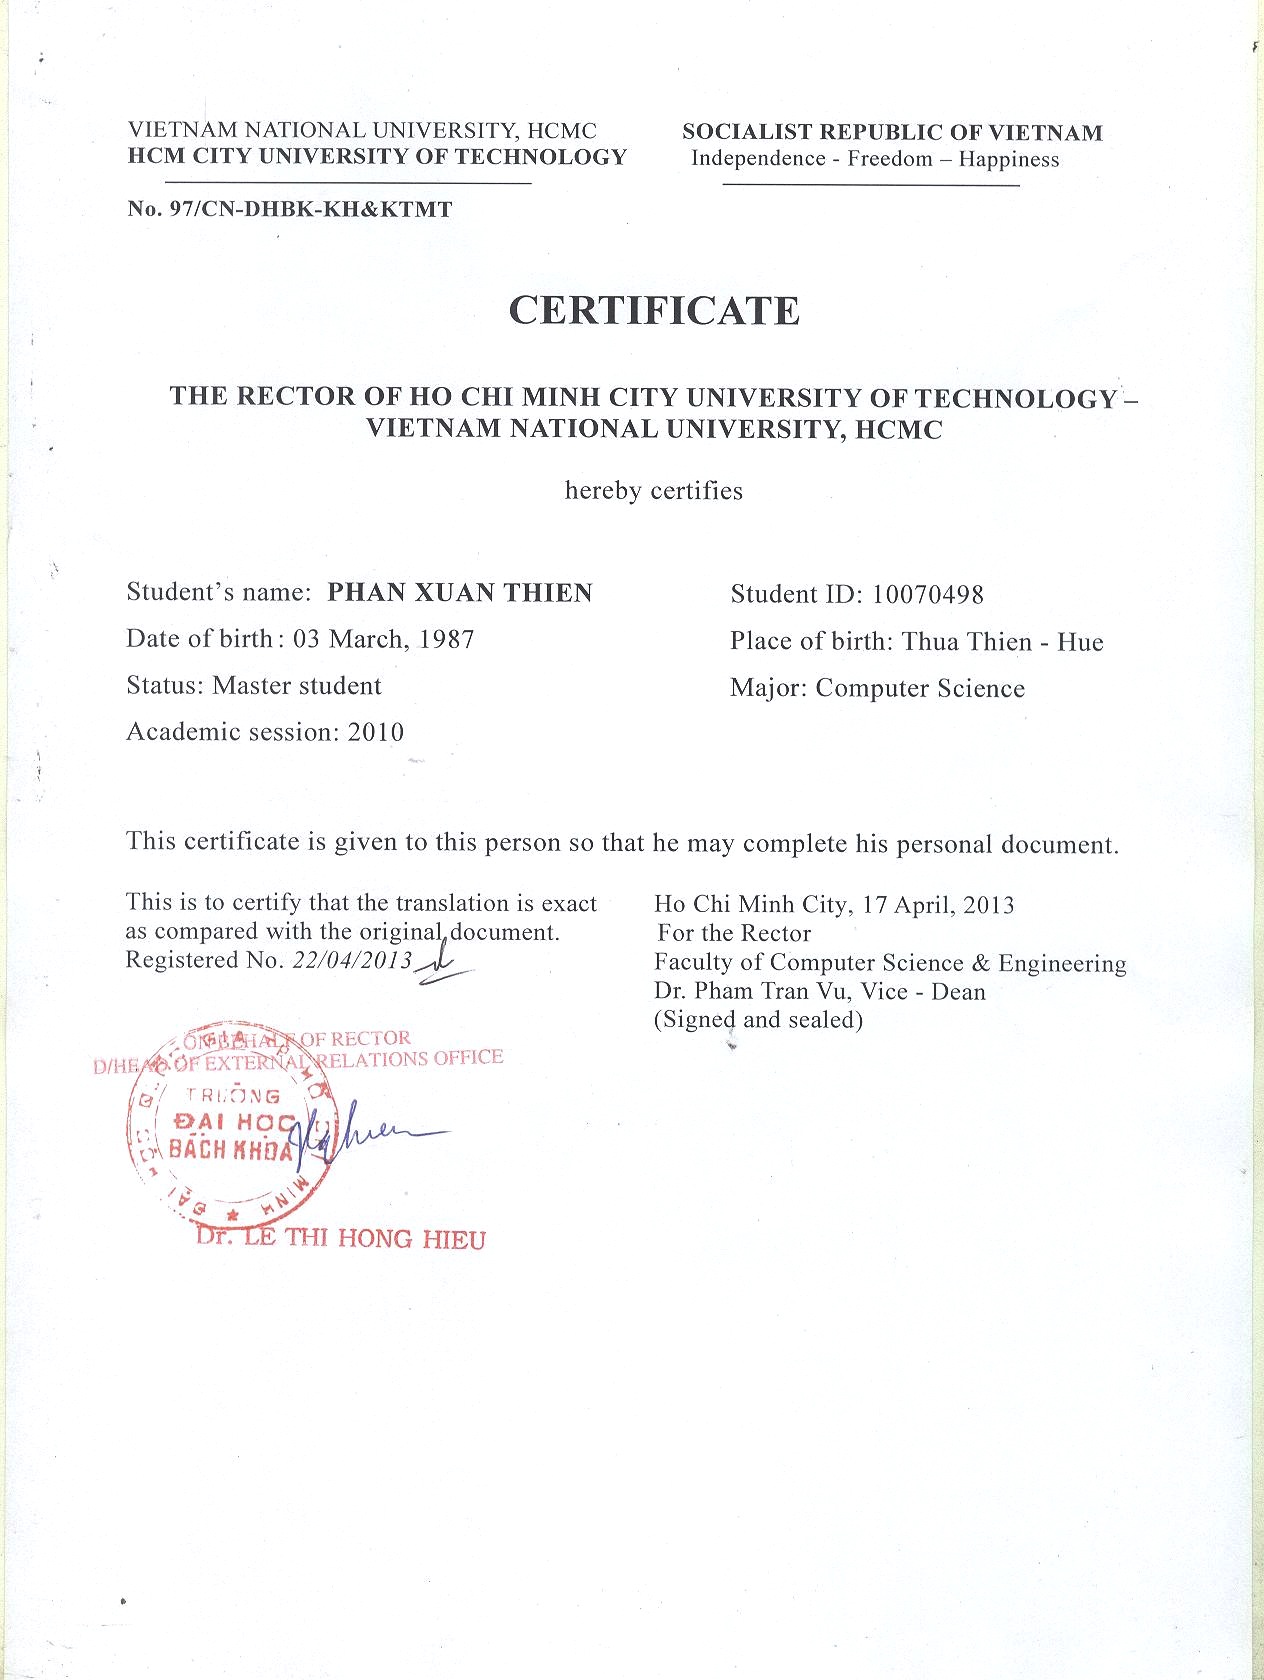 VIETNAM NATIONAL UNIVERSITY, HCMC
HCM CITY UNIVERSITY OF TECHNOLOGY
SOCIALIST REPUBLIC OF VIETNAM
Independence - Freedom – Happiness
No. 97/CN-DHBK-KH&KTMT
CERTIFICATE
THE RECTOR OF HO CHI MINH CITY UNIVERSITY OF TECHNOLOGY –
VIETNAM NATIONAL UNIVERSITY, HCMC
hereby certifies
Student's name: PHAN XUAN THIEN
Student ID: 10070498
Date of birth : 03 March, 1987
Place of birth: Thua Thien - Hue
Status: Master student
Major: Computer Science
Academic session: 2010
This certificate is given to this person so that he may complete his personal document.
This is to certify that the translation is exact
as compared with the original document.
Registered No. 22/04/2013
Ho Chi Minh City, 17 April, 2013
For the Rector
Faculty of Computer Science & Engineering
Dr. Pham Tran Vu, Vice - Dean
(Signed and sealed)
ON BEHALF OF RECTOR
D/HEAD OF EXTERNAL RELATIONS OFFICE
TRƯỜNG
ĐẠI HỌC
BÁCH KHOA
MINH
ĐẠI
Dr. LE THI HONG HIEU